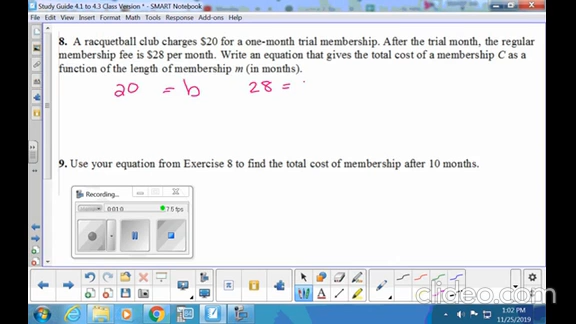 Study Guide 4.1 to 4.3 Class Version * - SMART Notebook
Edit View Insert Format Tools Math Add-ons Response Help
8. A racquetball club charges $20 for a one-month trial membership. After the trial month, the regular
membership fee is $28 per month. Write an equation that gives the total cost of a membership C as a
function of the length of membership m (in months).
20 = b 28 =
9. Use your equation from Exercise 8 to find the total cost of membership after 10 months.
Recording...
0:01:0
7.5 fps
clideo.com
1:02 PM
11/25/2019